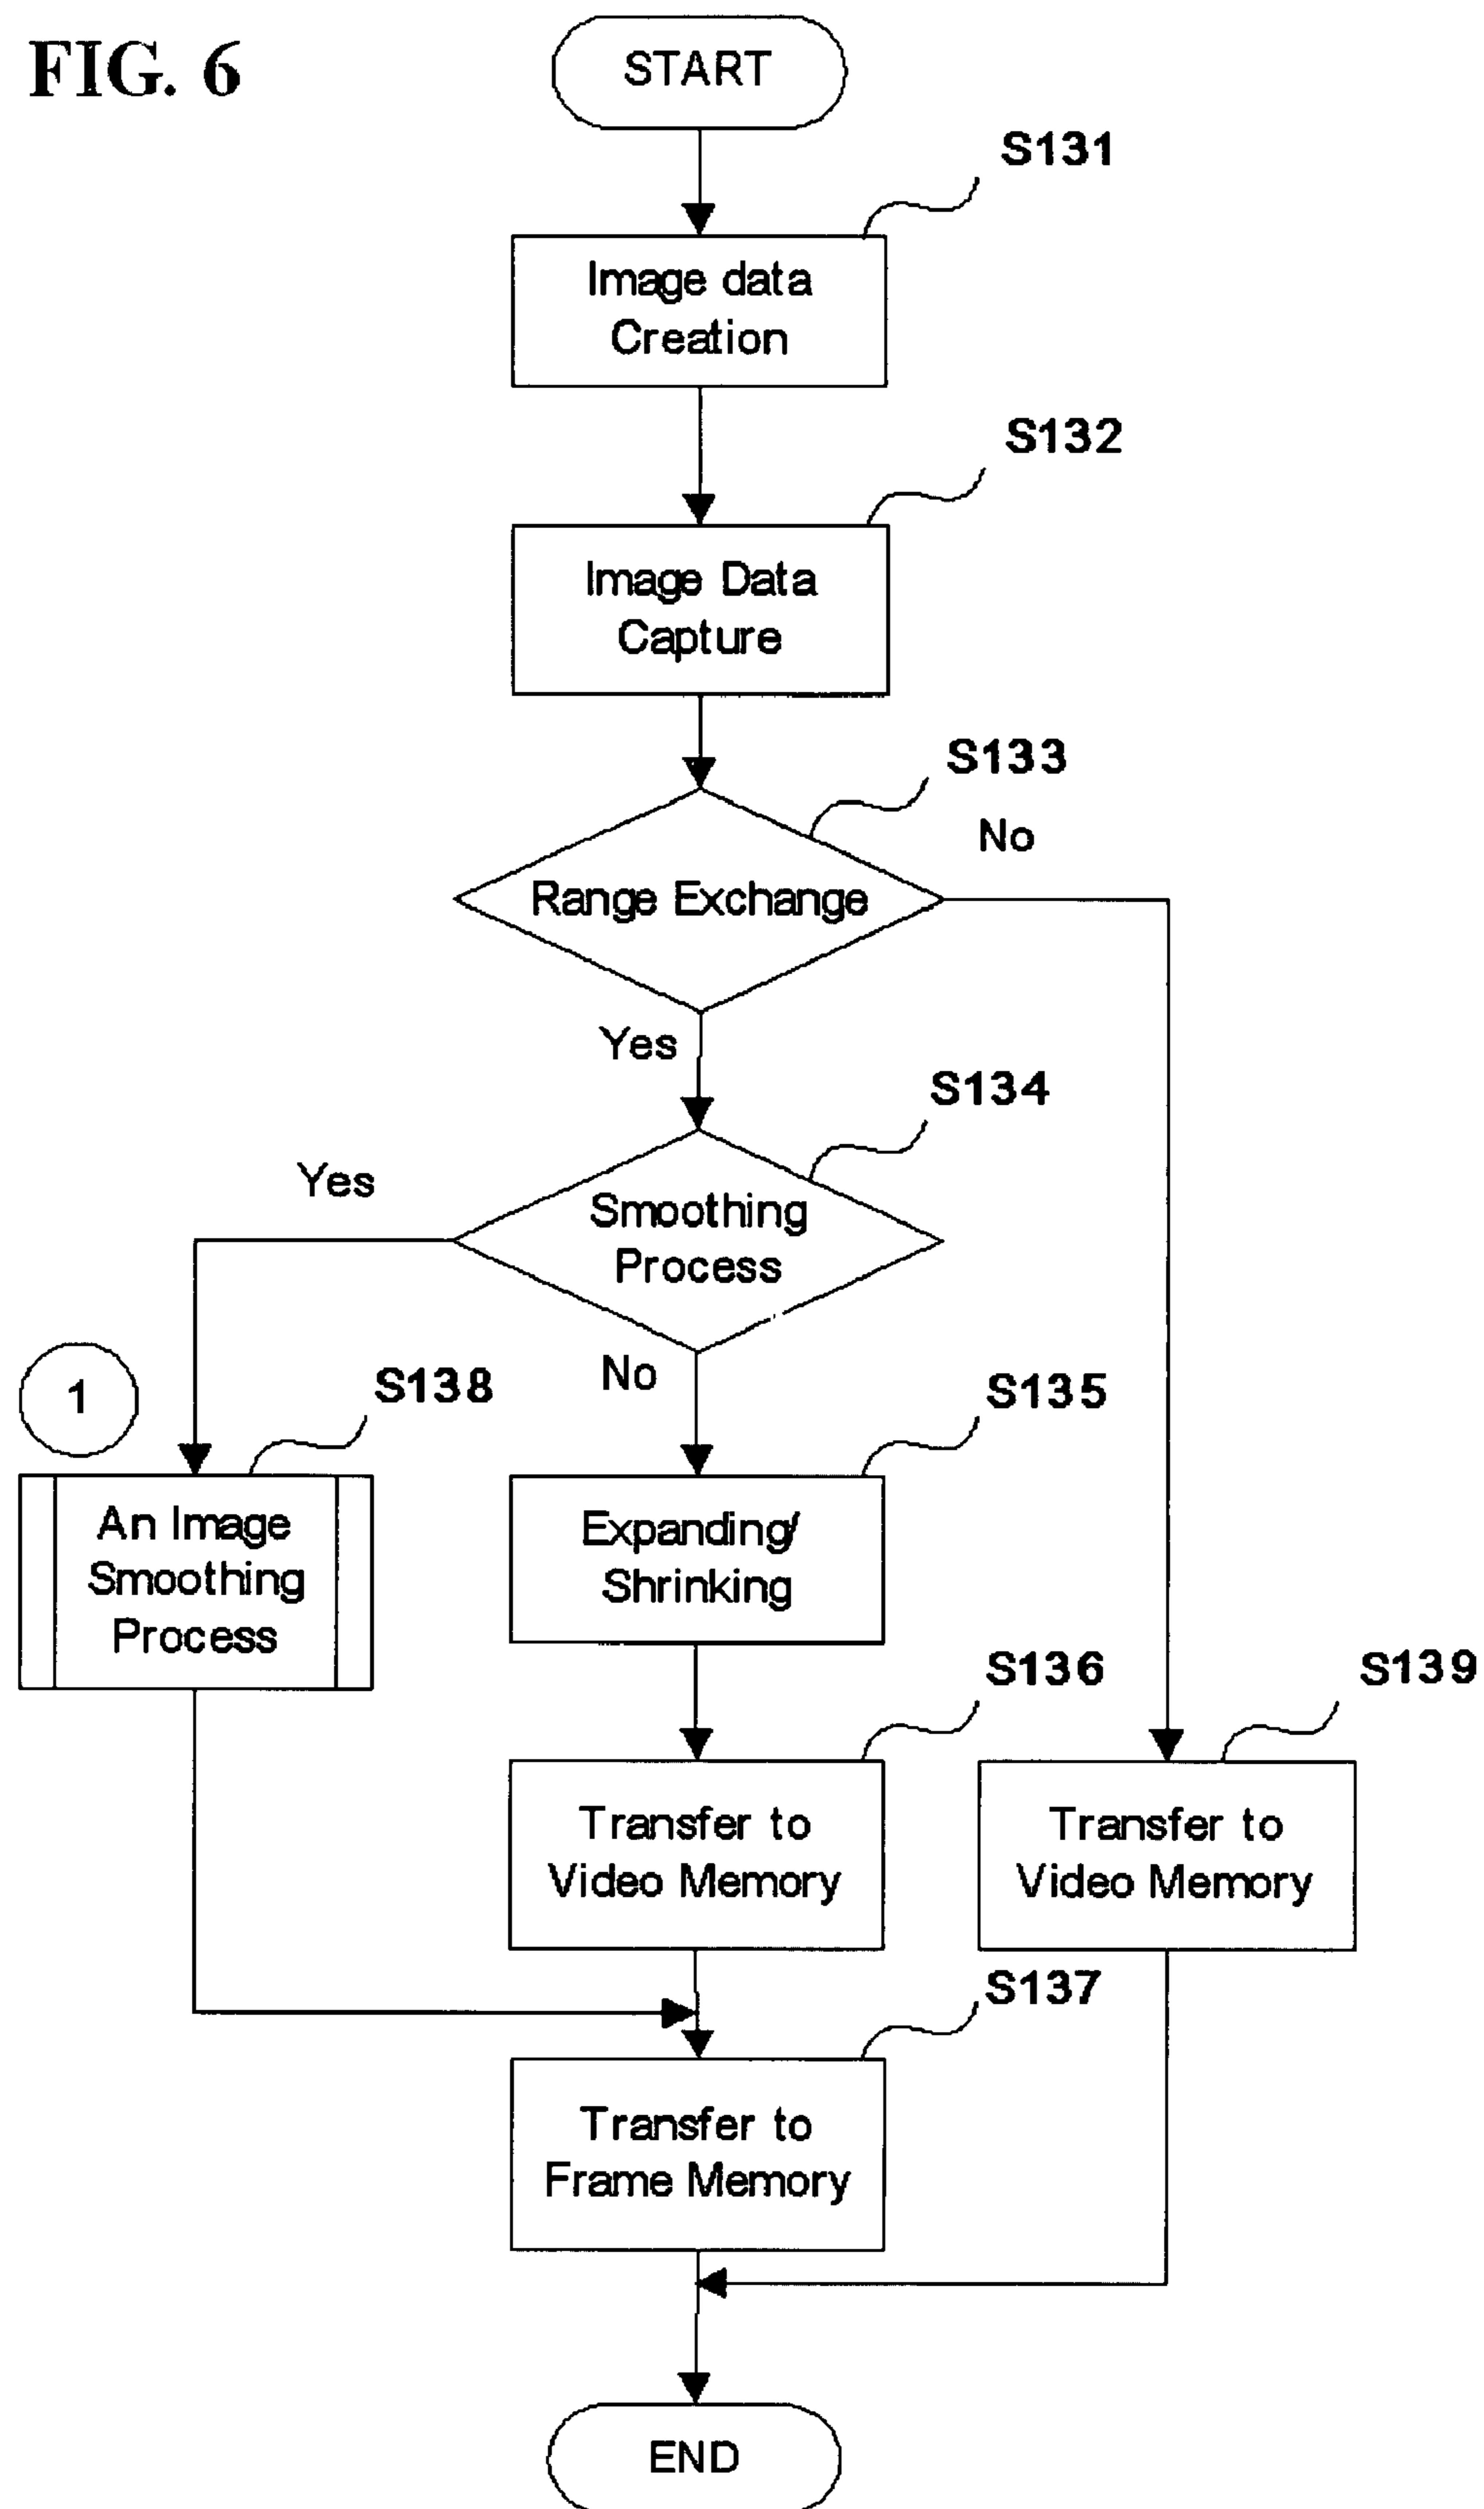 FIG. 6
START
S131
Image data
Creation
S132
Image Data
Capture
S133
No
Range Exchange
Yes
S134
Yes
Smoothing
Process
No
1
S138
S135
An Image
Smoothing
Process
Expanding/
Shrinking
S136
S139
Transfer to
Video Memory
Transfer to
Video Memory
S137
Transfer to
Frame Memory
END